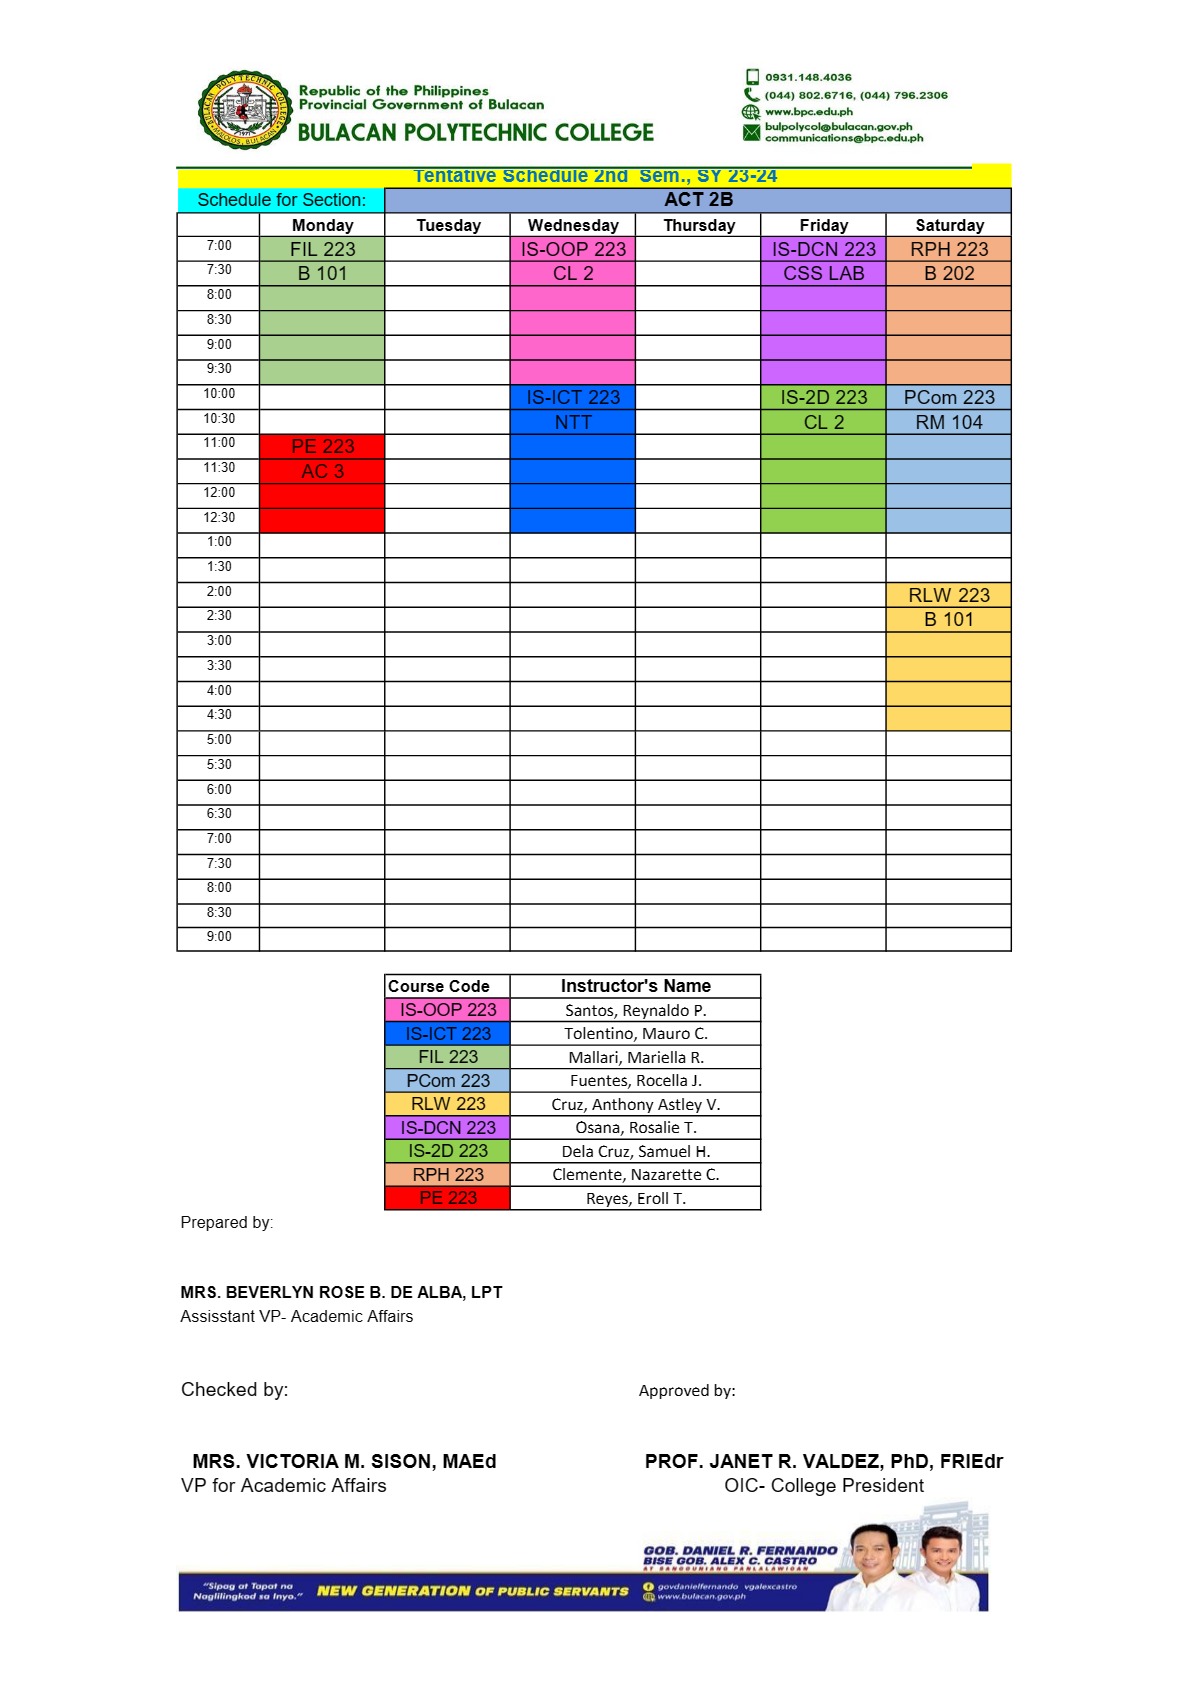 Republic of the Philippines
Provincial Government of Bulacan
BULACAN POLYTECHNIC COLLEGE
0931.148.4036
(044) 802.6716, (044) 796.2306
www.bpc.edu.ph
bulpolycol@bulacan.gov.ph
communications@bpc.edu.ph
BULACAN POLYTECHNIC COLLEGE
MALOLOS, BULACAN
1971
Tentative Schedule 2nd Sem., SY 23-24
Schedule for Section: ACT 2B
Monday Tuesday Wednesday Thursday Friday Saturday
7:00 FIL 223 IS-OOP 223 IS-DCN 223 RPH 223
7:30 B 101 CL 2 CSS LAB B 202
8:00
8:30
9:00
9:30
10:00 IS-ICT 223 IS-2D 223 PCom 223
10:30 NTT CL 2 RM 104
11:00 PE 223
11:30 AC 3
12:00
12:30
1:00
1:30
2:00 RLW 223
2:30 B 101
3:00
3:30
4:00
4:30
5:00
5:30
6:00
6:30
7:00
7:30
8:00
8:30
9:00
Course Code Instructor's Name
IS-OOP 223 Santos, Reynaldo P.
IS-ICT 223 Tolentino, Mauro C.
FIL 223 Mallari, Mariella R.
PCom 223 Fuentes, Rocella J.
RLW 223 Cruz, Anthony Astley V.
IS-DCN 223 Osana, Rosalie T.
IS-2D 223 Dela Cruz, Samuel H.
RPH 223 Clemente, Nazarette C.
PE 223 Reyes, Eroll T.
Prepared by:
MRS. BEVERLYN ROSE B. DE ALBA, LPT
Assisstant VP- Academic Affairs
Checked by: Approved by:
MRS. VICTORIA M. SISON, MAEd PROF. JANET R. VALDEZ, PhD, FRIEdr
VP for Academic Affairs OIC- College President
GOB. DANIEL R. FERNANDO
BISE GOB. ALEX C. CASTRO
AT SANGGUNIANG PANLALAWIGAN
"Sipag at Tapat na
Naglilingkod sa Inyo."
NEW GENERATION OF PUBLIC SERVANTS
govdanielfernando vgalexcastro
www.bulacan.gov.ph